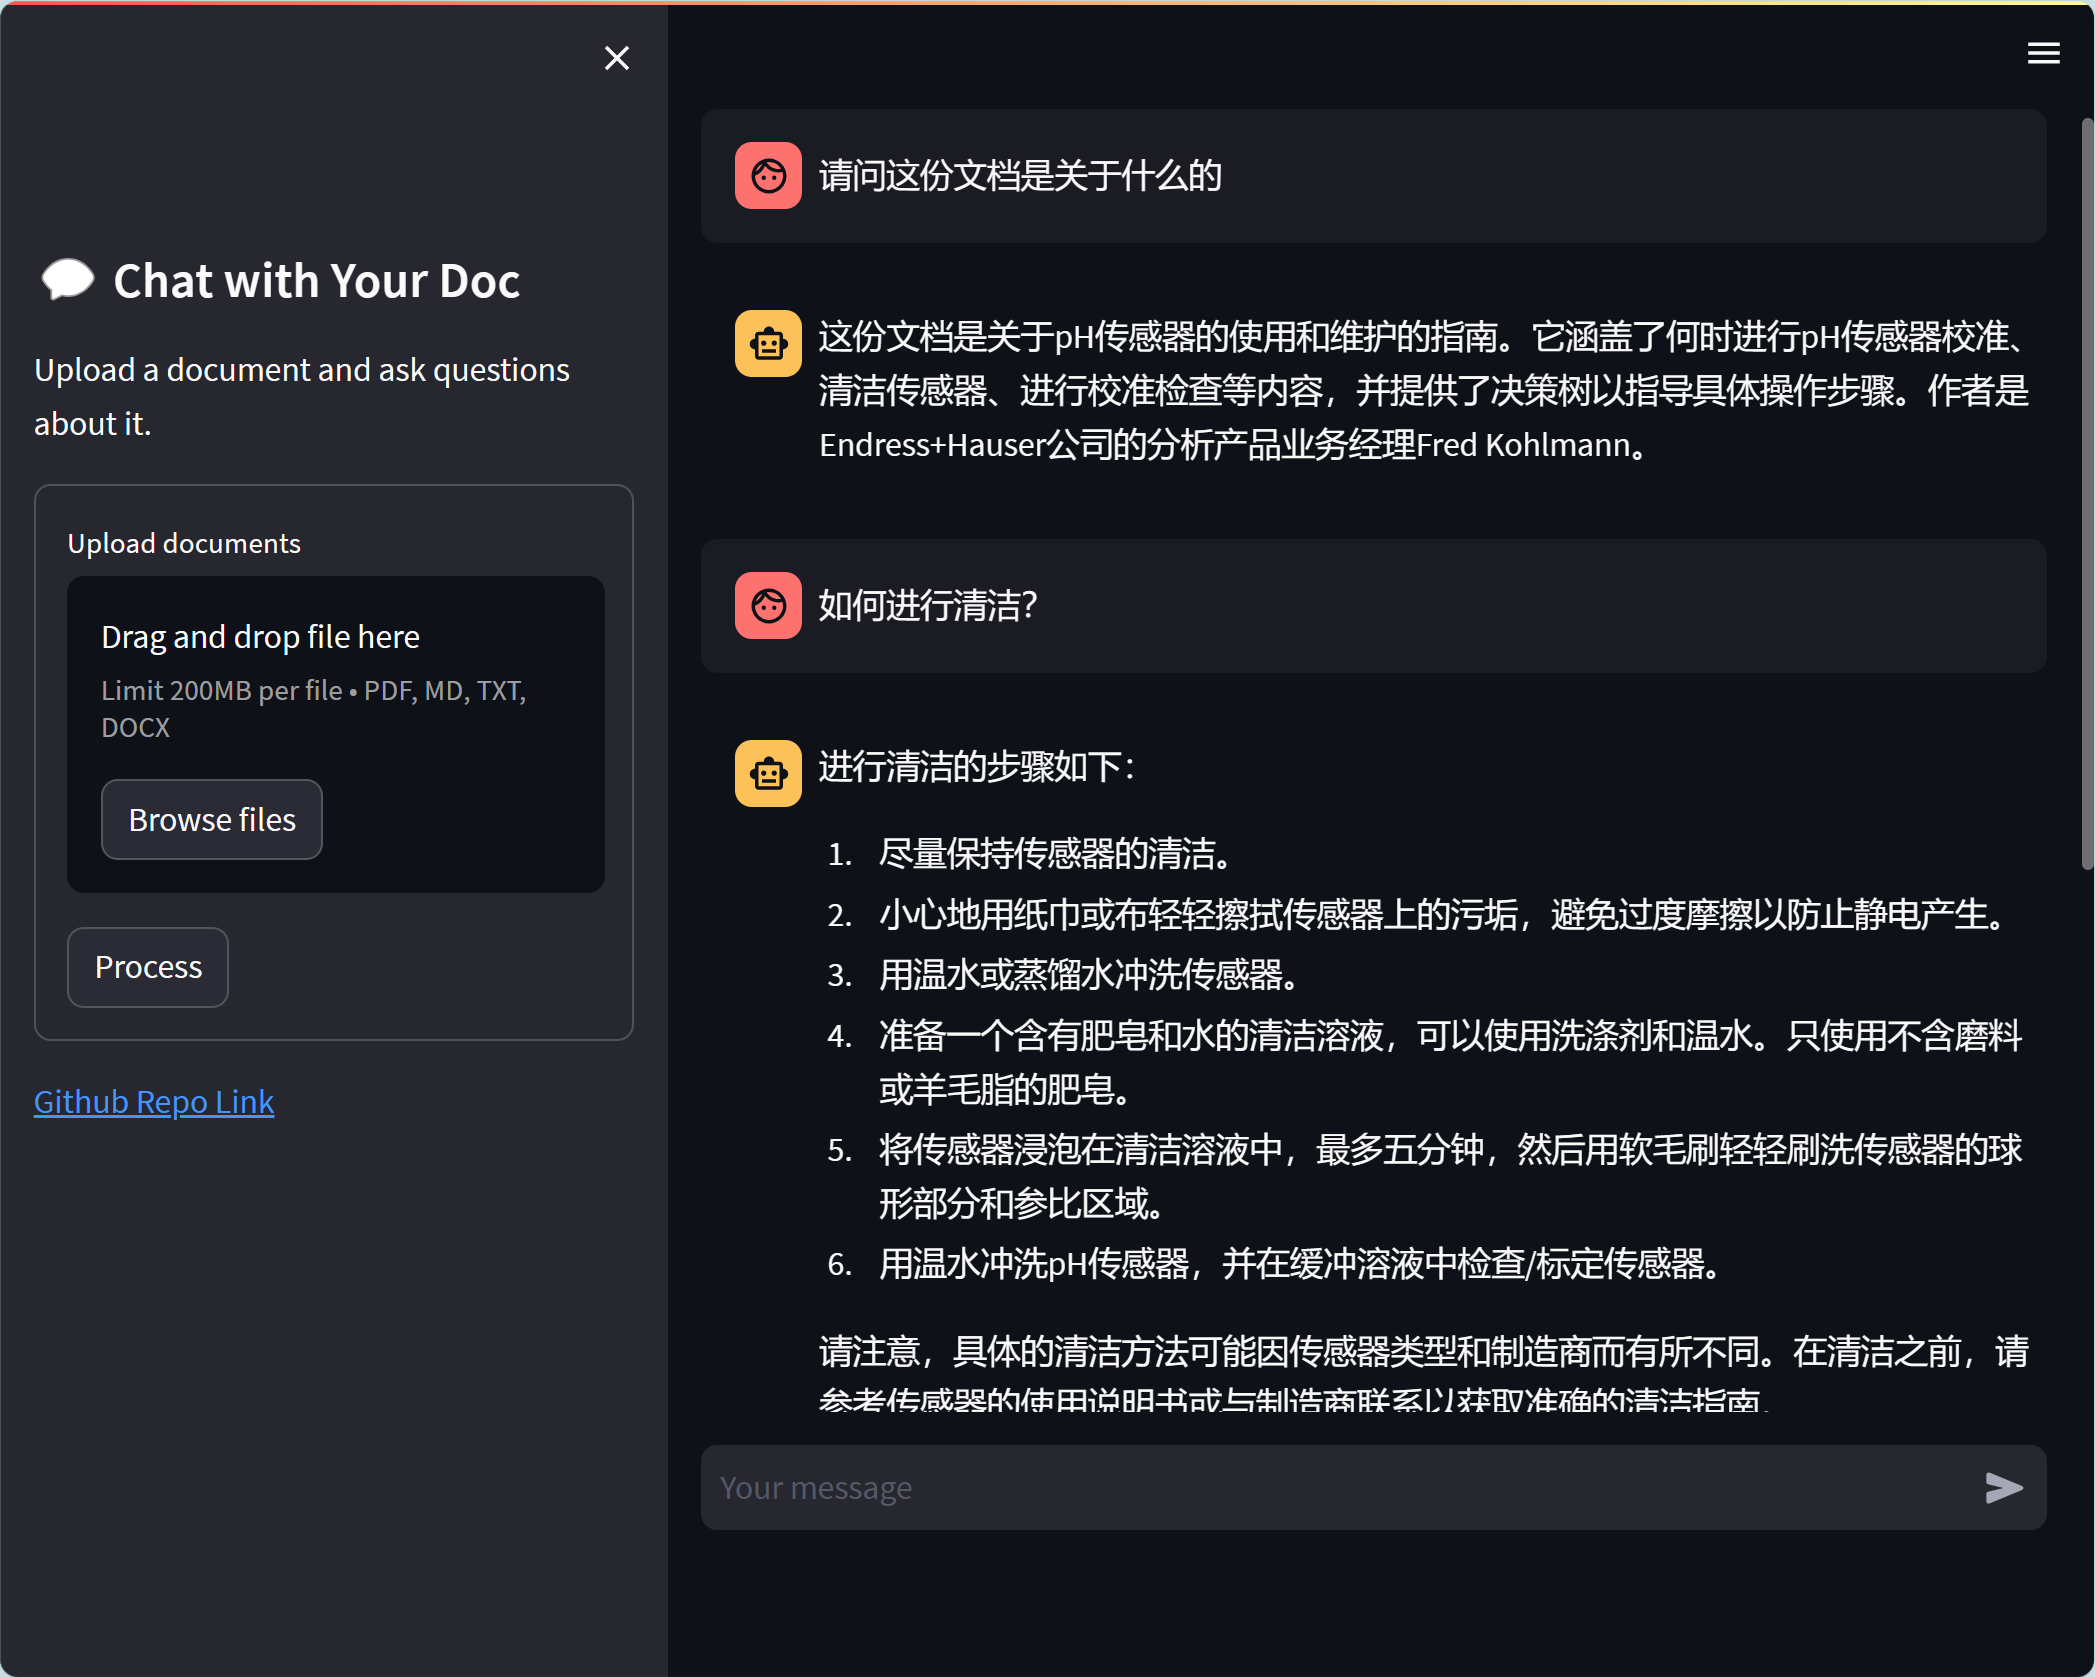 Chat with Your Doc
Upload a document and ask questions
about it.
Upload documents
Drag and drop file here
Limit 200MB per file • PDF, MD, TXT,
DOCX
Browse files
Process
Github Repo Link
请问这份文档是关于什么的
这份文档是关于pH传感器的使用和维护的指南。它涵盖了何时进行pH传感器校准、
清洁传感器、进行校准检查等内容，并提供了决策树以指导具体操作步骤。作者是
Endress+Hauser公司的分析产品业务经理Fred Kohlmann。
如何进行清洁？
进行清洁的步骤如下：
1. 尽量保持传感器的清洁。
2. 小心地用纸巾或布轻轻擦拭传感器上的污垢，避免过度摩擦以防止静电产生。
3. 用温水或蒸馏水冲洗传感器。
4. 准备一个含有肥皂和水的清洁溶液，可以使用洗涤剂和温水。只使用不含磨料
或羊毛脂的肥皂。
5. 将传感器浸泡在清洁溶液中，最多五分钟，然后用软毛刷轻轻刷洗传感器的球
形部分和参比区域。
6. 用温水冲洗pH传感器，并在缓冲溶液中检查/标定传感器。
请注意，具体的清洁方法可能因传感器类型和制造商而有所不同。在清洁之前，请
参考传感器的使用说明书或与制造商联系以获取准确的清洁指南。
Your message